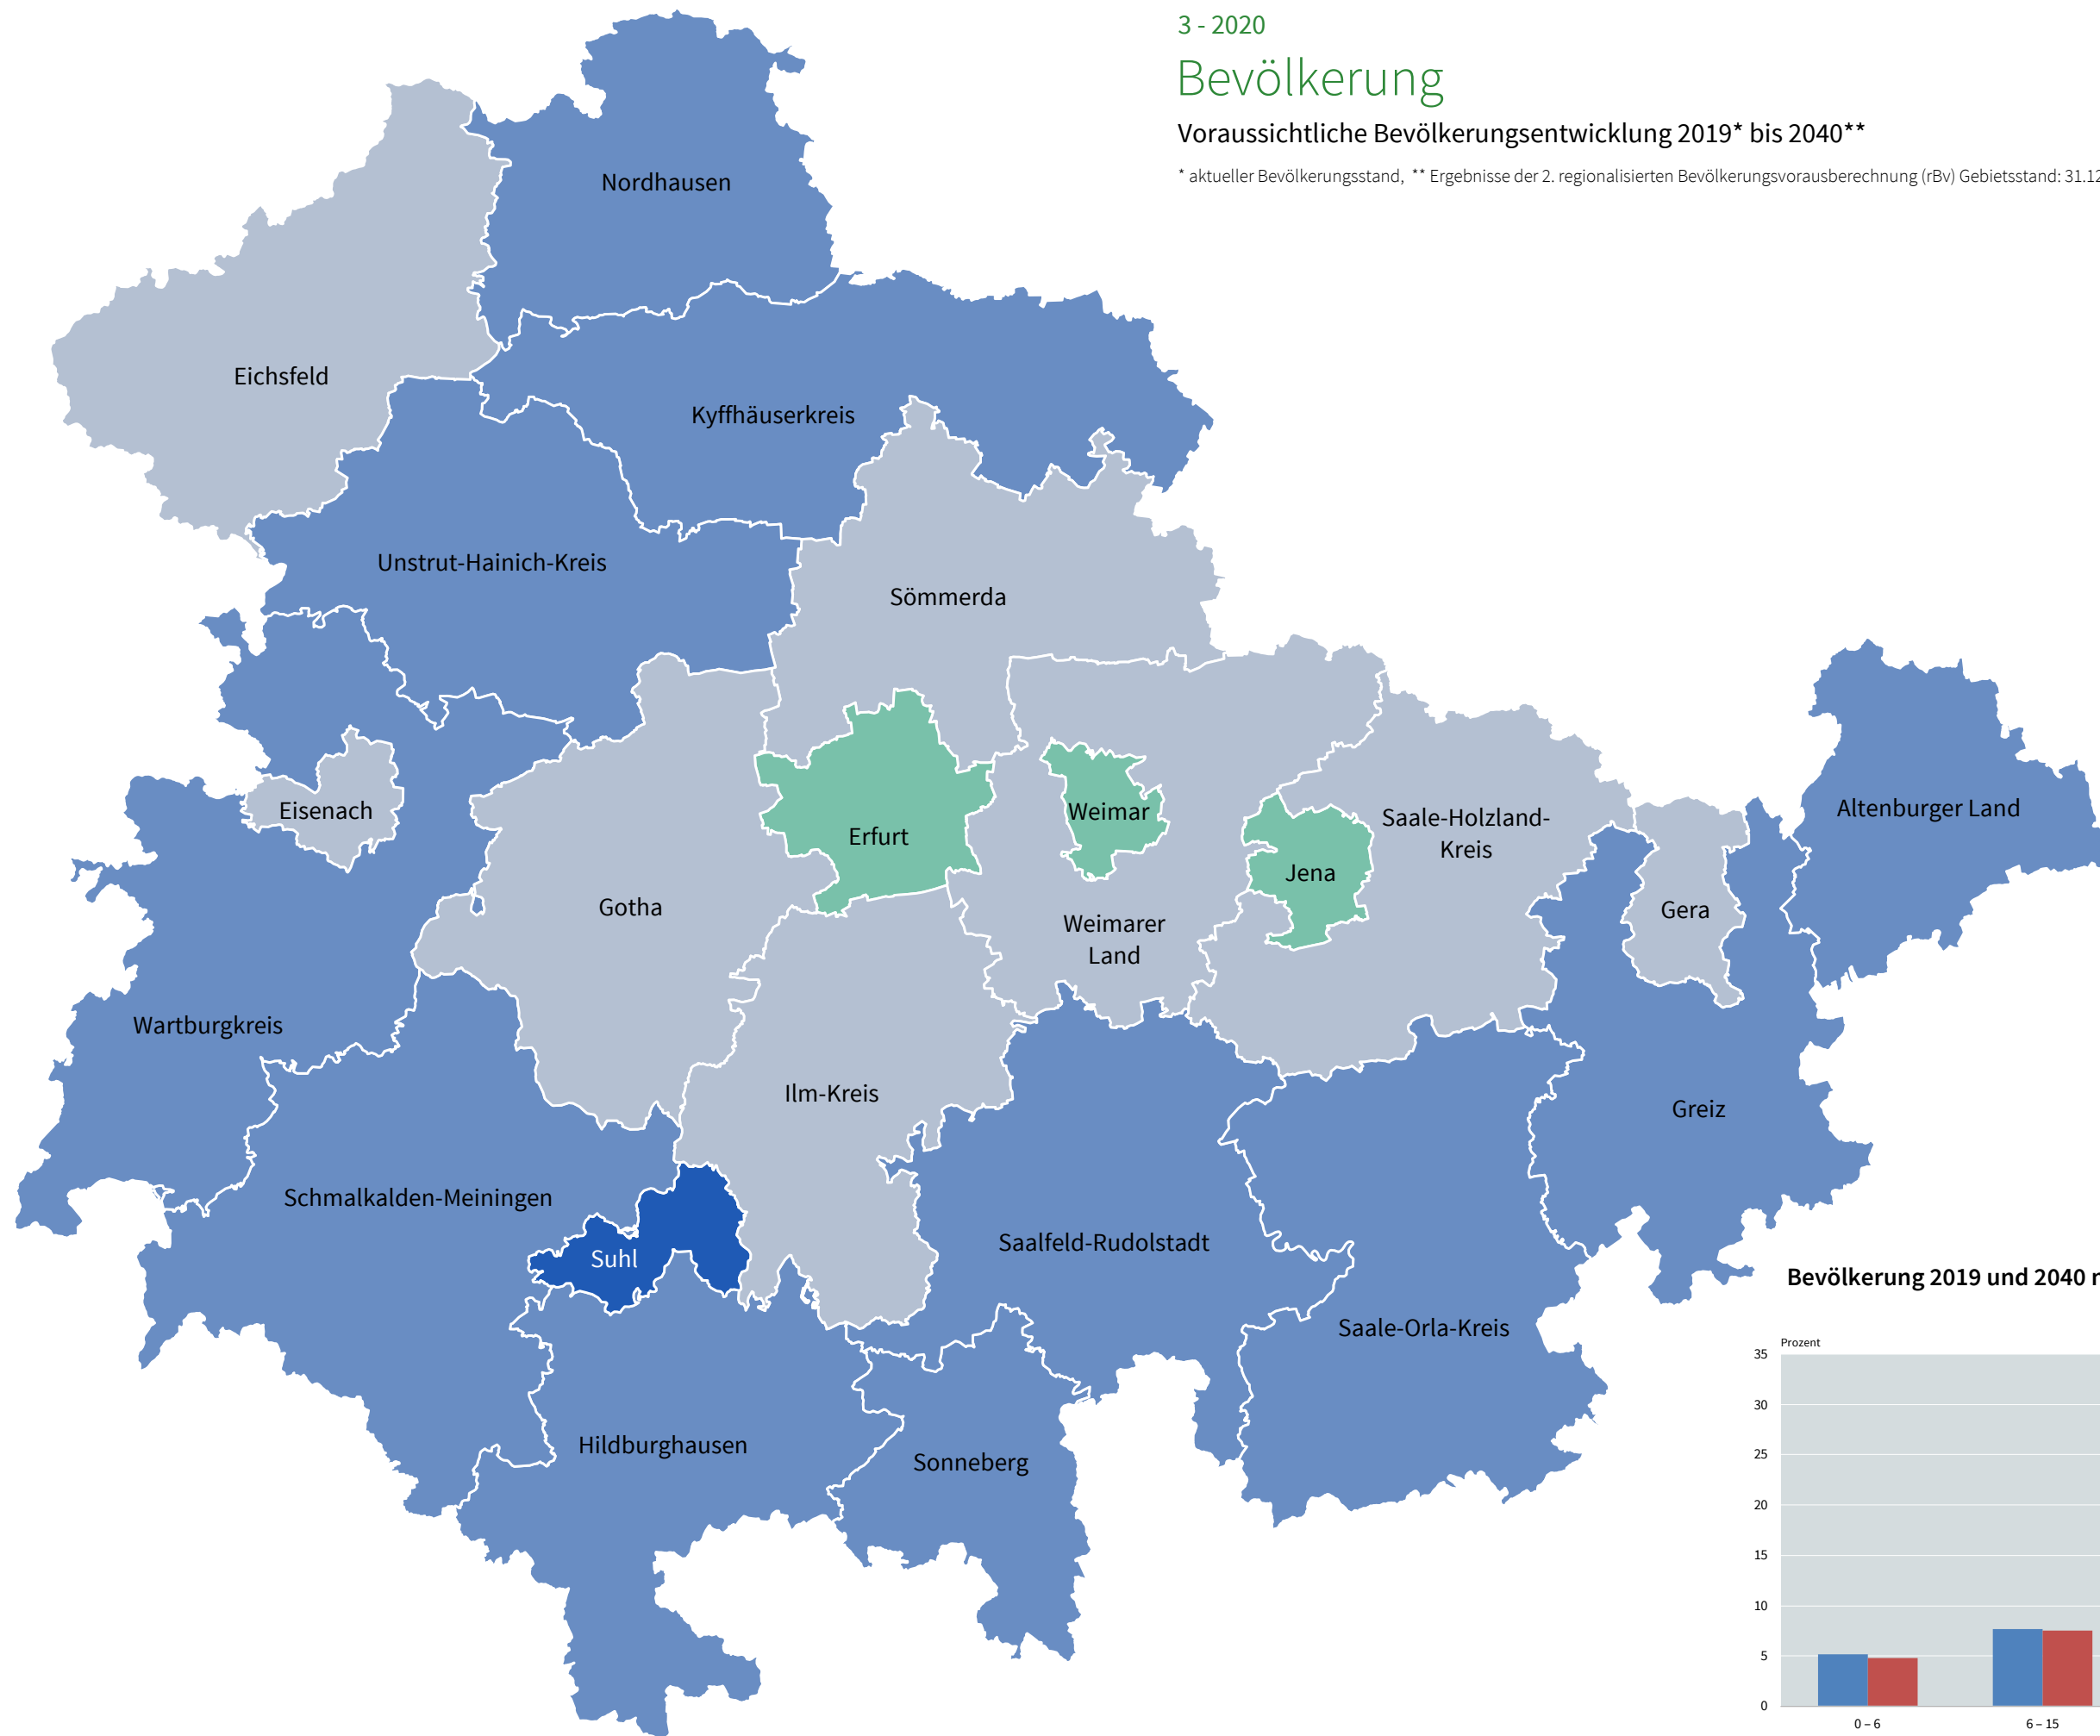 3 - 2020
Bevölkerung
Voraussichtliche Bevölkerungsentwicklung 2019* bis 2040**
* aktueller Bevölkerungsstand, ** Ergebnisse der 2. regionalisierten Bevölkerungsvorausberechnung (rBv) Gebietsstand: 31.12
Nordhausen
Eichsfeld
Kyffhäuserkreis
Unstrut-Hainich-Kreis
Sömmerda
Eisenach
Erfurt
Weimar
Saale-Holzland-
Kreis
Altenburger Land
Jena
Gotha
Weimarer
Land
Gera
Wartburgkreis
Ilm-Kreis
Greiz
Schmalkalden-Meiningen
Suhl
Saalfeld-Rudolstadt
Saale-Orla-Kreis
Hildburghausen
Sonneberg
Bevölkerung 2019 und 2040
Prozent
35
30
25
20
15
10
5
0
0 – 6
6 – 15